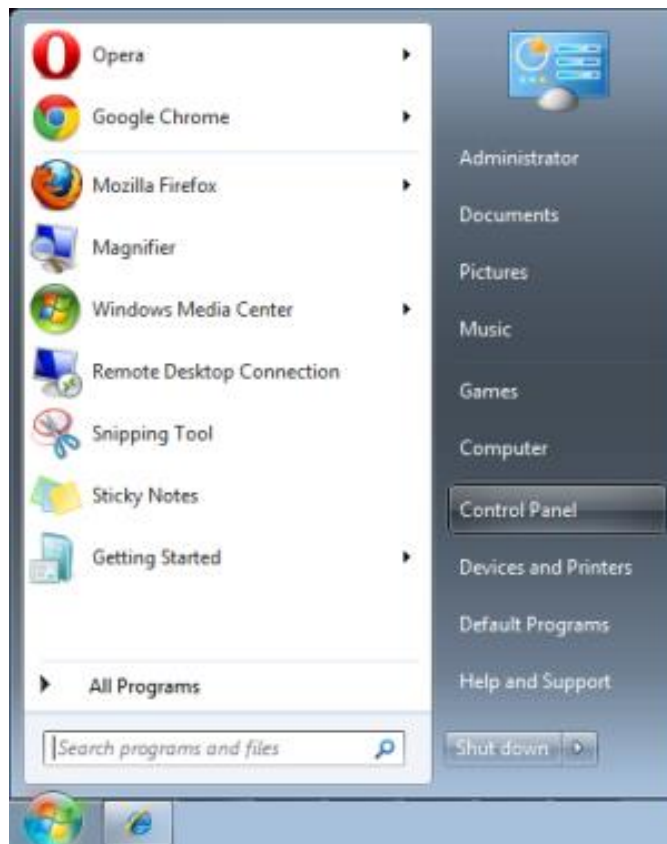 Opera
Google Chrome
Mozilla Firefox
Magnifier
Windows Media Center
Remote Desktop Connection
Snipping Tool
Sticky Notes
Getting Started
All Programs
Search programs and files
Administrator
Documents
Pictures
Music
Games
Computer
Control Panel
Devices and Printers
Default Programs
Help and Support
Shut down